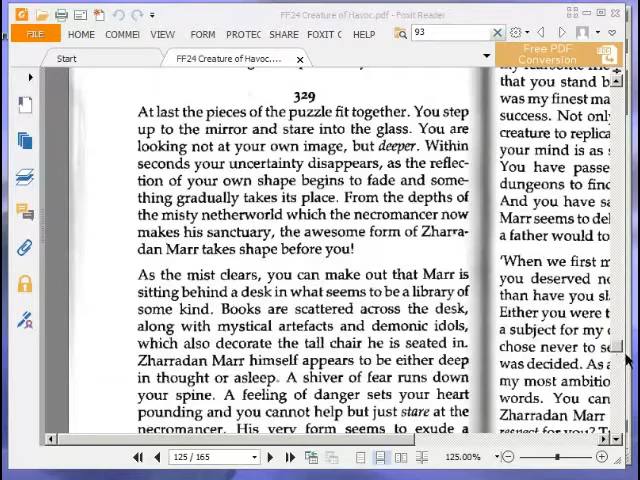 FF24 Creature of Havoc.pdf - Foxit Reader
FILE HOME COMMEI VIEW FORM PROTEC SHARE FOXIT C HELP 93
Start FF24 Creature of Havoc.... Free PDF
Conversion
329
At last the pieces of the puzzle fit together. You step
up to the mirror and stare into the glass. You are
looking not at your own image, but deeper. Within
seconds your uncertainty disappears, as the reflec-
tion of your own shape begins to fade and some-
thing gradually takes its place. From the depths of
the misty netherworld which the necromancer now
makes his sanctuary, the awesome form of Zharra-
dan Marr takes shape before you!
As the mist clears, you can make out that Marr is
sitting behind a desk in what seems to be a library of
some kind. Books are scattered across the desk,
along with mystical artefacts and demonic idols,
which also decorate the tall chair he is seated in.
Zharradan Marr himself appears to be either deep
in thought or asleep. A shiver of fear runs down
your spine. A feeling of danger sets your heart
pounding and you cannot help but just stare at the
necromancer. His very form seems to exude a
that you stand b
was my finest ma
success. Not only
creature to replica
your mind is as s
You have passe
dungeons to find
And you have sa
Marr seems to del
a father would to
'When we first m
you deserved no
than have you sla
Either you were t
a subject for my
chose never to se
was decided. As a
my most ambitio
words. You can
Zharradan Marr
respect for you? T
125 / 165 125.00%